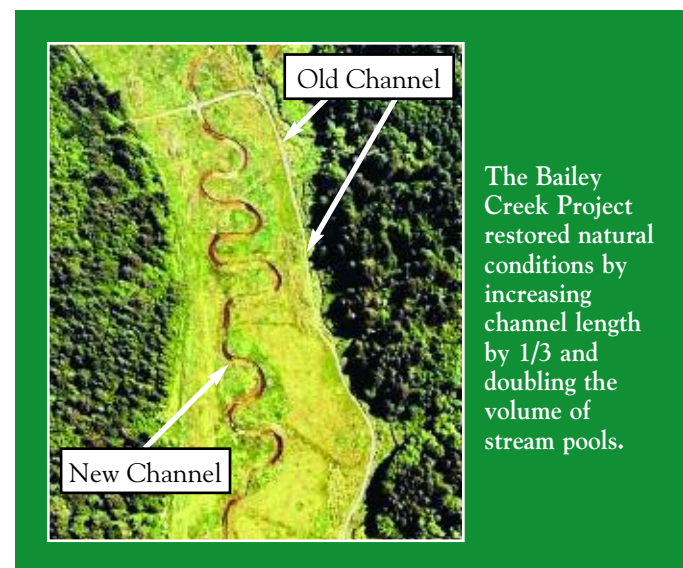 Old Channel
New Channel
The Bailey
Creek Project
restored natural
conditions by
increasing
channel length
by 1/3 and
doubling the
volume of
stream pools.